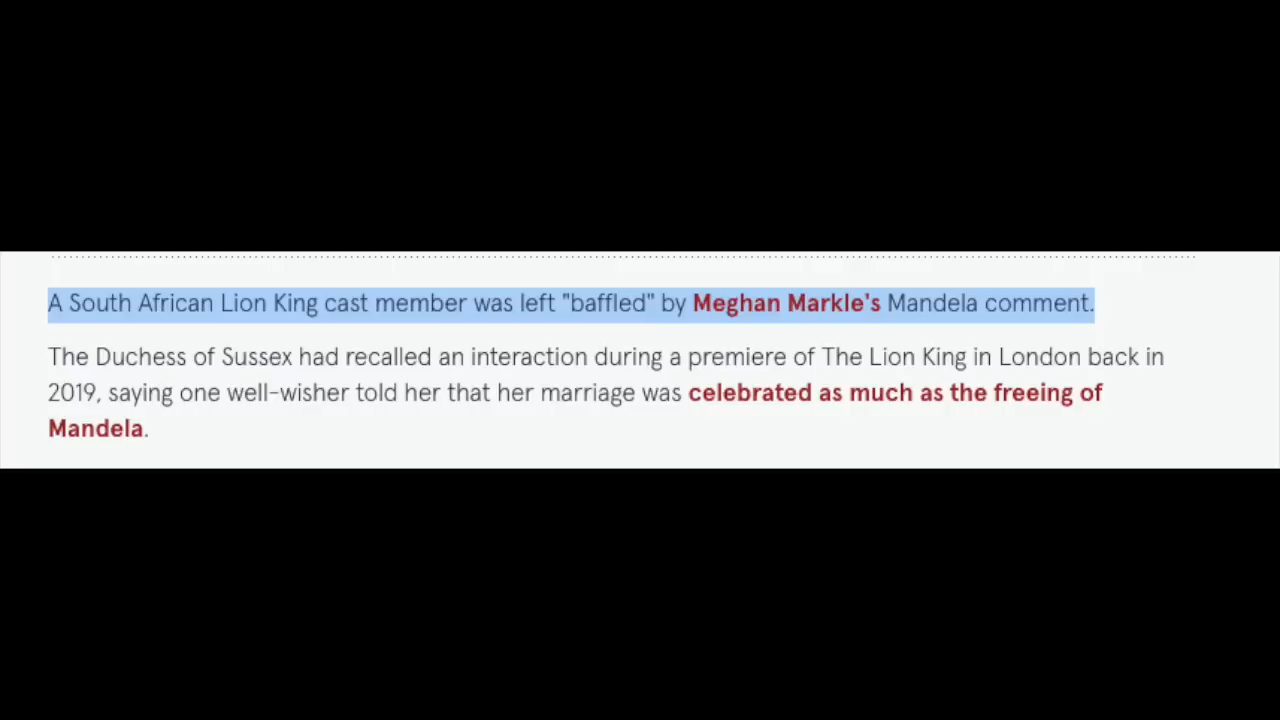 A South African Lion King cast member was left "baffled" by Meghan Markle's Mandela comment.
The Duchess of Sussex had recalled an interaction during a premiere of The Lion King in London back in
2019, saying one well-wisher told her that her marriage was celebrated as much as the freeing of
Mandela.